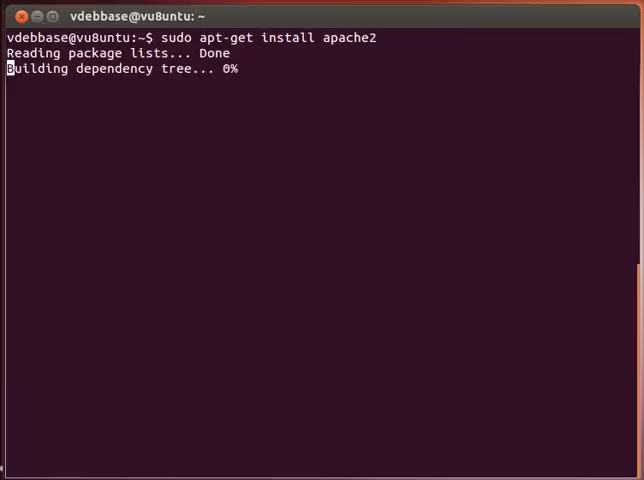 vdebbase@vu8untu: ~
vdebbase@vu8untu:~$ sudo apt-get install apache2
Reading package lists... Done
Building dependency tree... 0%